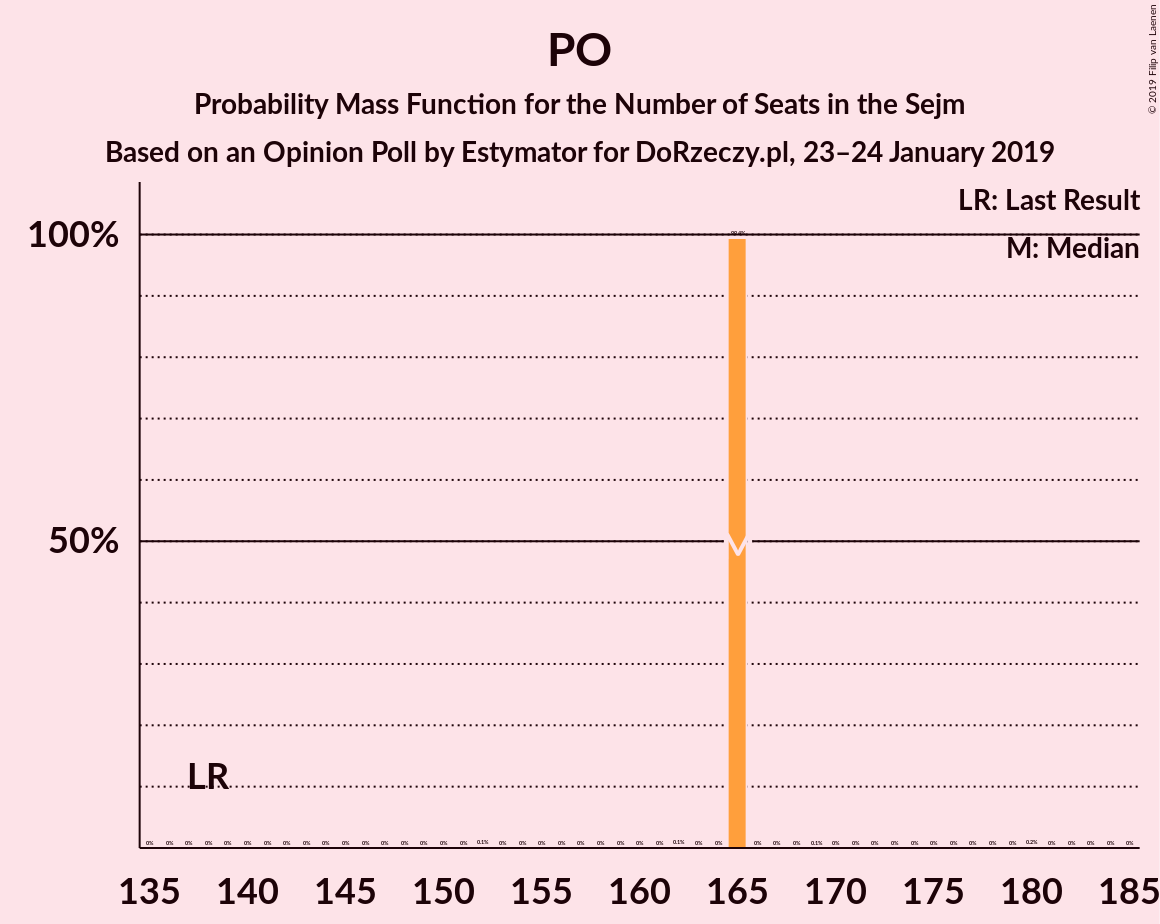 PO
Probability Mass Function for the Number of Seats in the Sejm
Based on an Opinion Poll by Estymator for DoRzeczy.pl, 23–24 January 2019
© 2019 Filip van Laenen
LR: Last Result
M: Median
100%
50%
LR
0% 0% 0% 0% 0% 0% 0% 0% 0% 0% 0% 0% 0% 0% 0% 0% 0% 0.1% 0% 0% 0% 0% 0% 0% 0% 0% 0% 0.1% 0% 0% 0% 0% 0% 0.1% 0% 0% 0% 0% 0% 0% 0% 0% 0% 0% 0.2% 0% 0% 0% 0% 0%
135 140 145 150 155 160 165 170 175 180 185